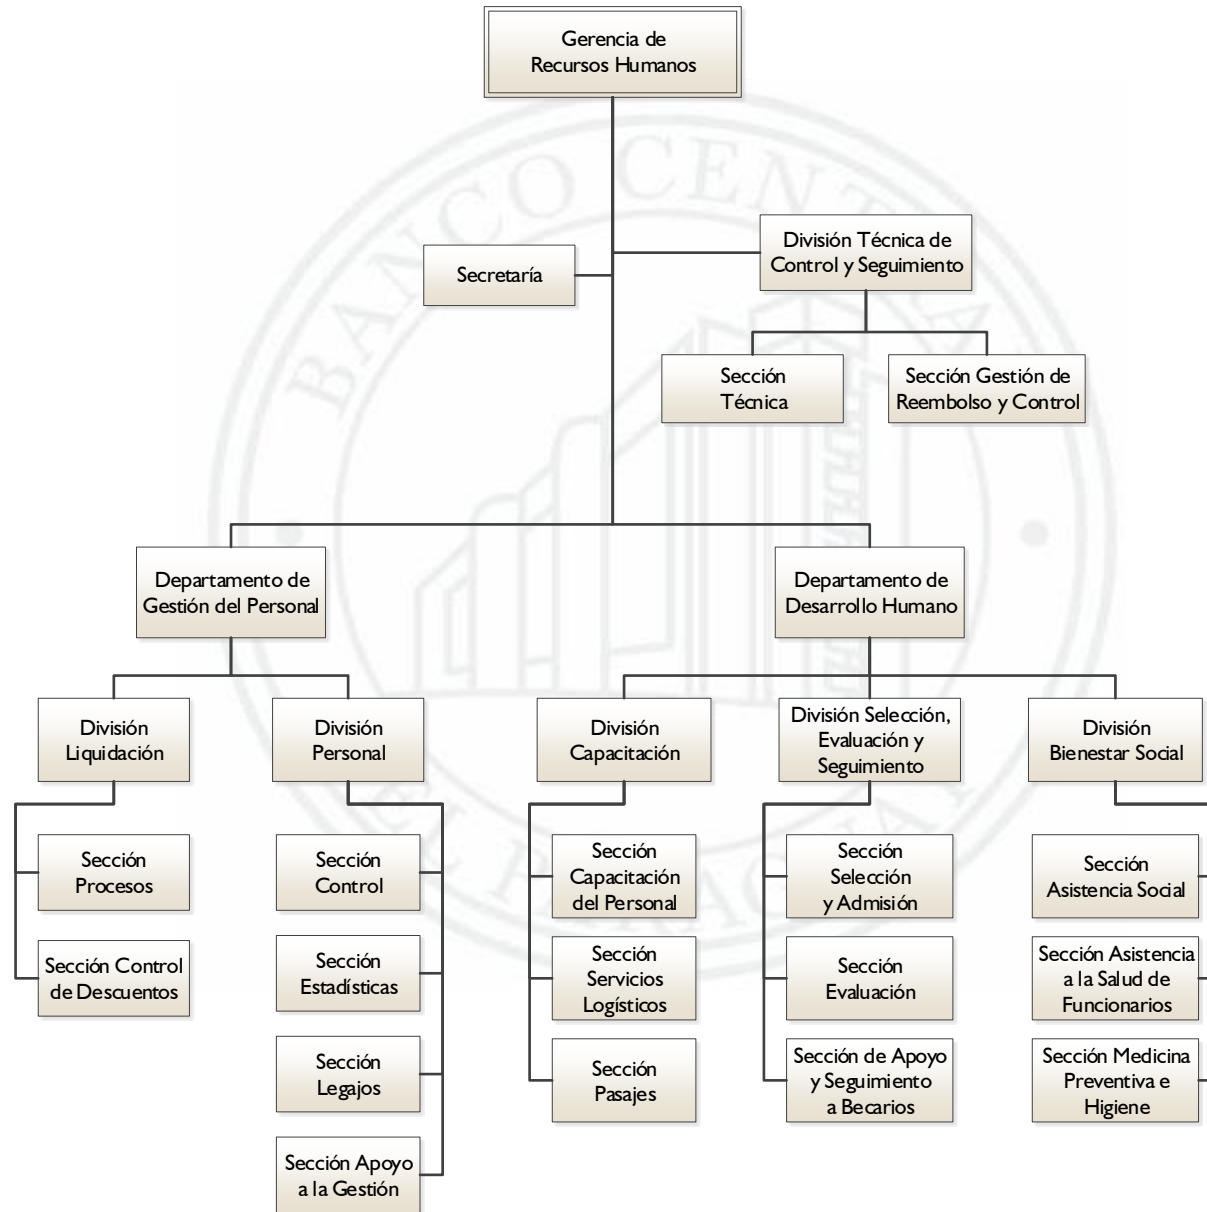 Gerencia de
Recursos Humanos
BANCO CENTRAL
DEL PARAGUAY
División Técnica de
Control y Seguimiento
Secretaría
Sección
Técnica
Sección Gestión de
Reembolso y Control
Departamento de
Gestión del Personal
Departamento de
Desarrollo Humano
División
Liquidación
División
Personal
División
Capacitación
División Selección,
Evaluación y
Seguimiento
División
Bienestar Social
Sección
Procesos
Sección Control
de Descuentos
Sección
Control
Sección
Estadísticas
Sección
Legajos
Sección Apoyo
a la Gestión
Sección
Capacitación
del Personal
Sección
Servicios
Logísticos
Sección
Pasajes
Sección
Selección
y Admisión
Sección
Evaluación
Sección de Apoyo
y Seguimiento
a Becarios
Sección
Asistencia Social
Sección Asistencia
a la Salud de
Funcionarios
Sección Medicina
Preventiva e
Higiene